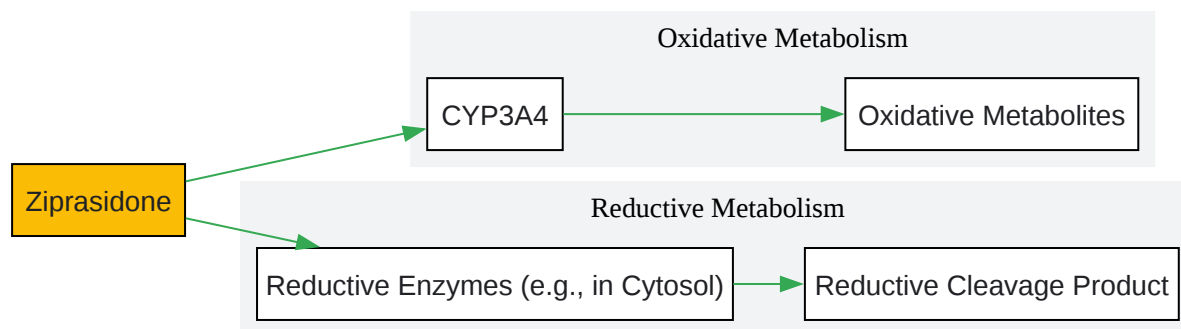 Oxidative Metabolism
CYP3A4
Oxidative Metabolites
Ziprasidone
Reductive Metabolism
Reductive Enzymes (e.g., in Cytosol)
Reductive Cleavage Product